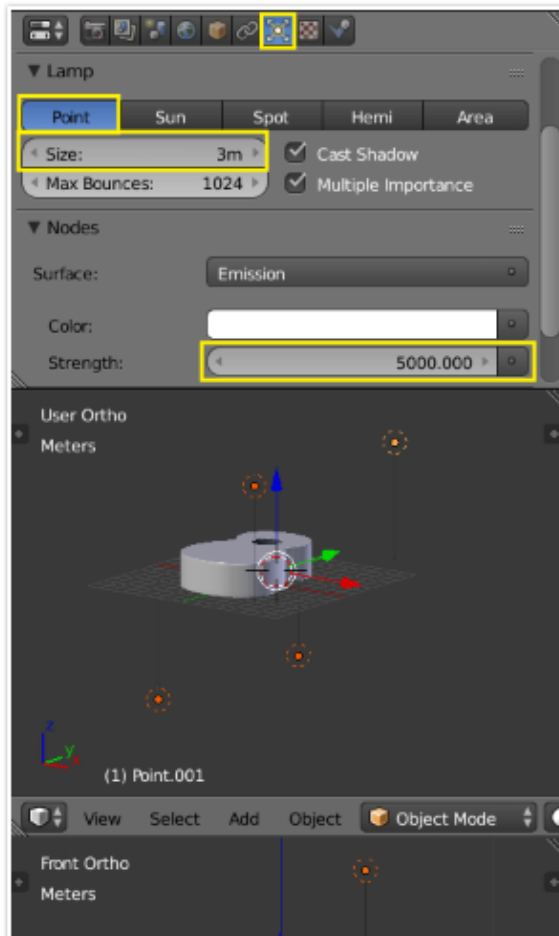 Lamp
Point Sun Spot Hemi Area
Size: 3m Cast Shadow
Max Bounces: 1024 Multiple Importance
Nodes
Surface: Emission
Color:
Strength: 5000.000
User Ortho
Meters
z
y
x
(1) Point.001
View Select Add Object Object Mode
Front Ortho
Meters